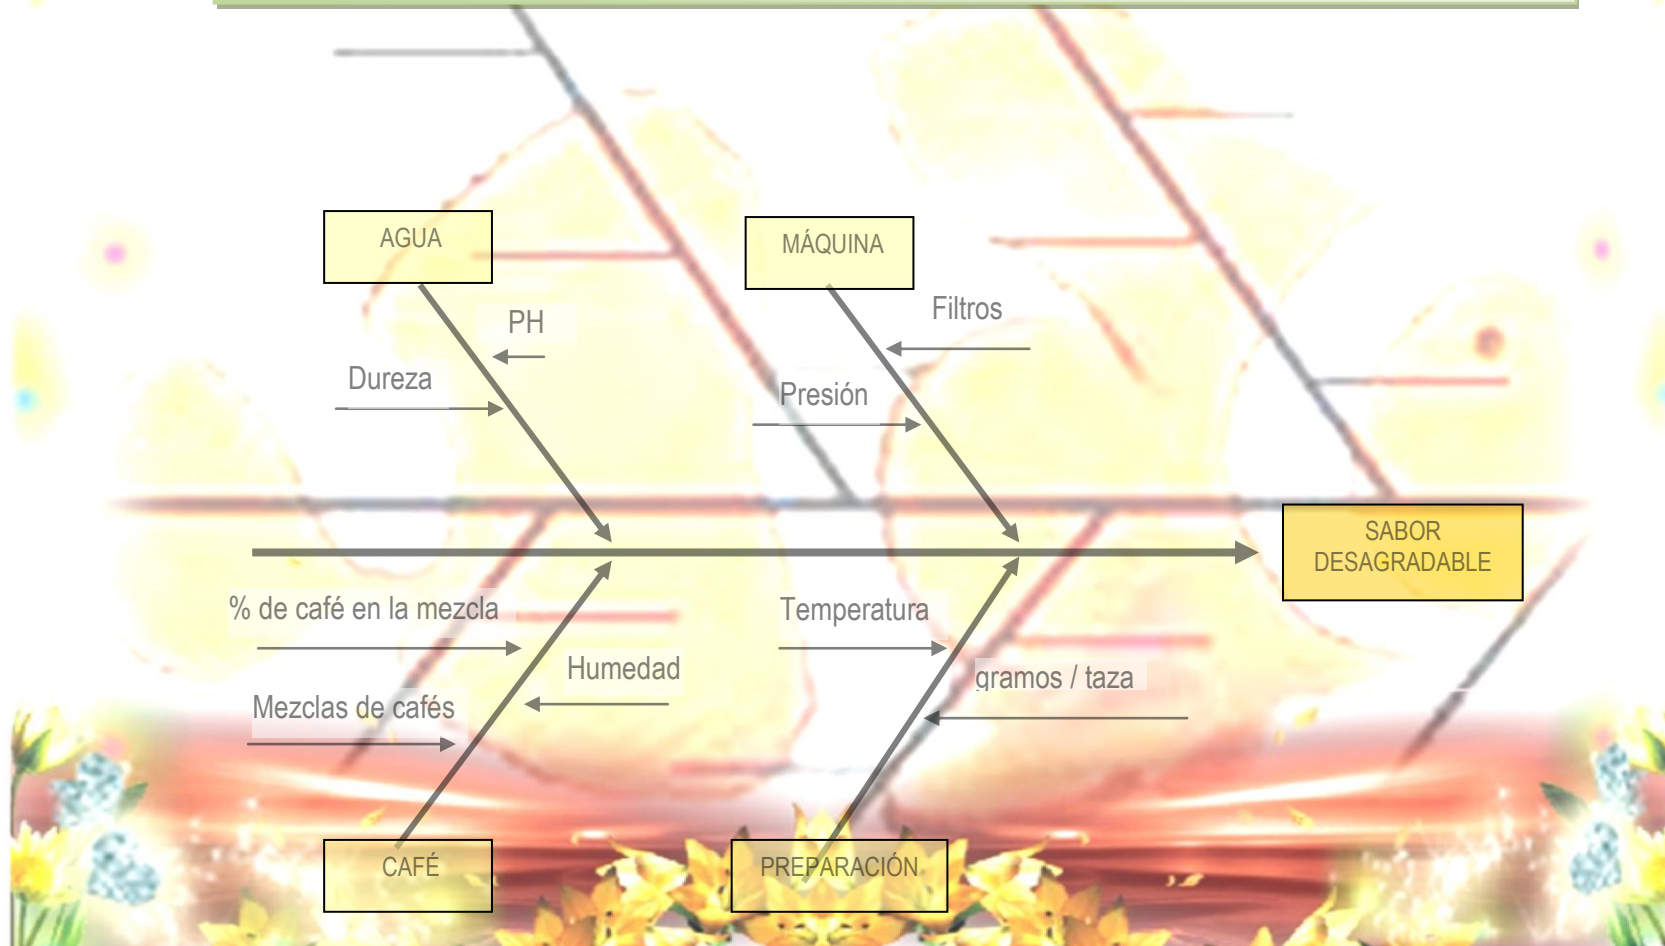 AGUA
MÁQUINA
PH
Filtros
Dureza
Presión
SABOR
DESAGRADABLE
% de café en la mezcla
Temperatura
Humedad
gramos / taza
Mezclas de cafés
CAFÉ
PREPARACIÓN